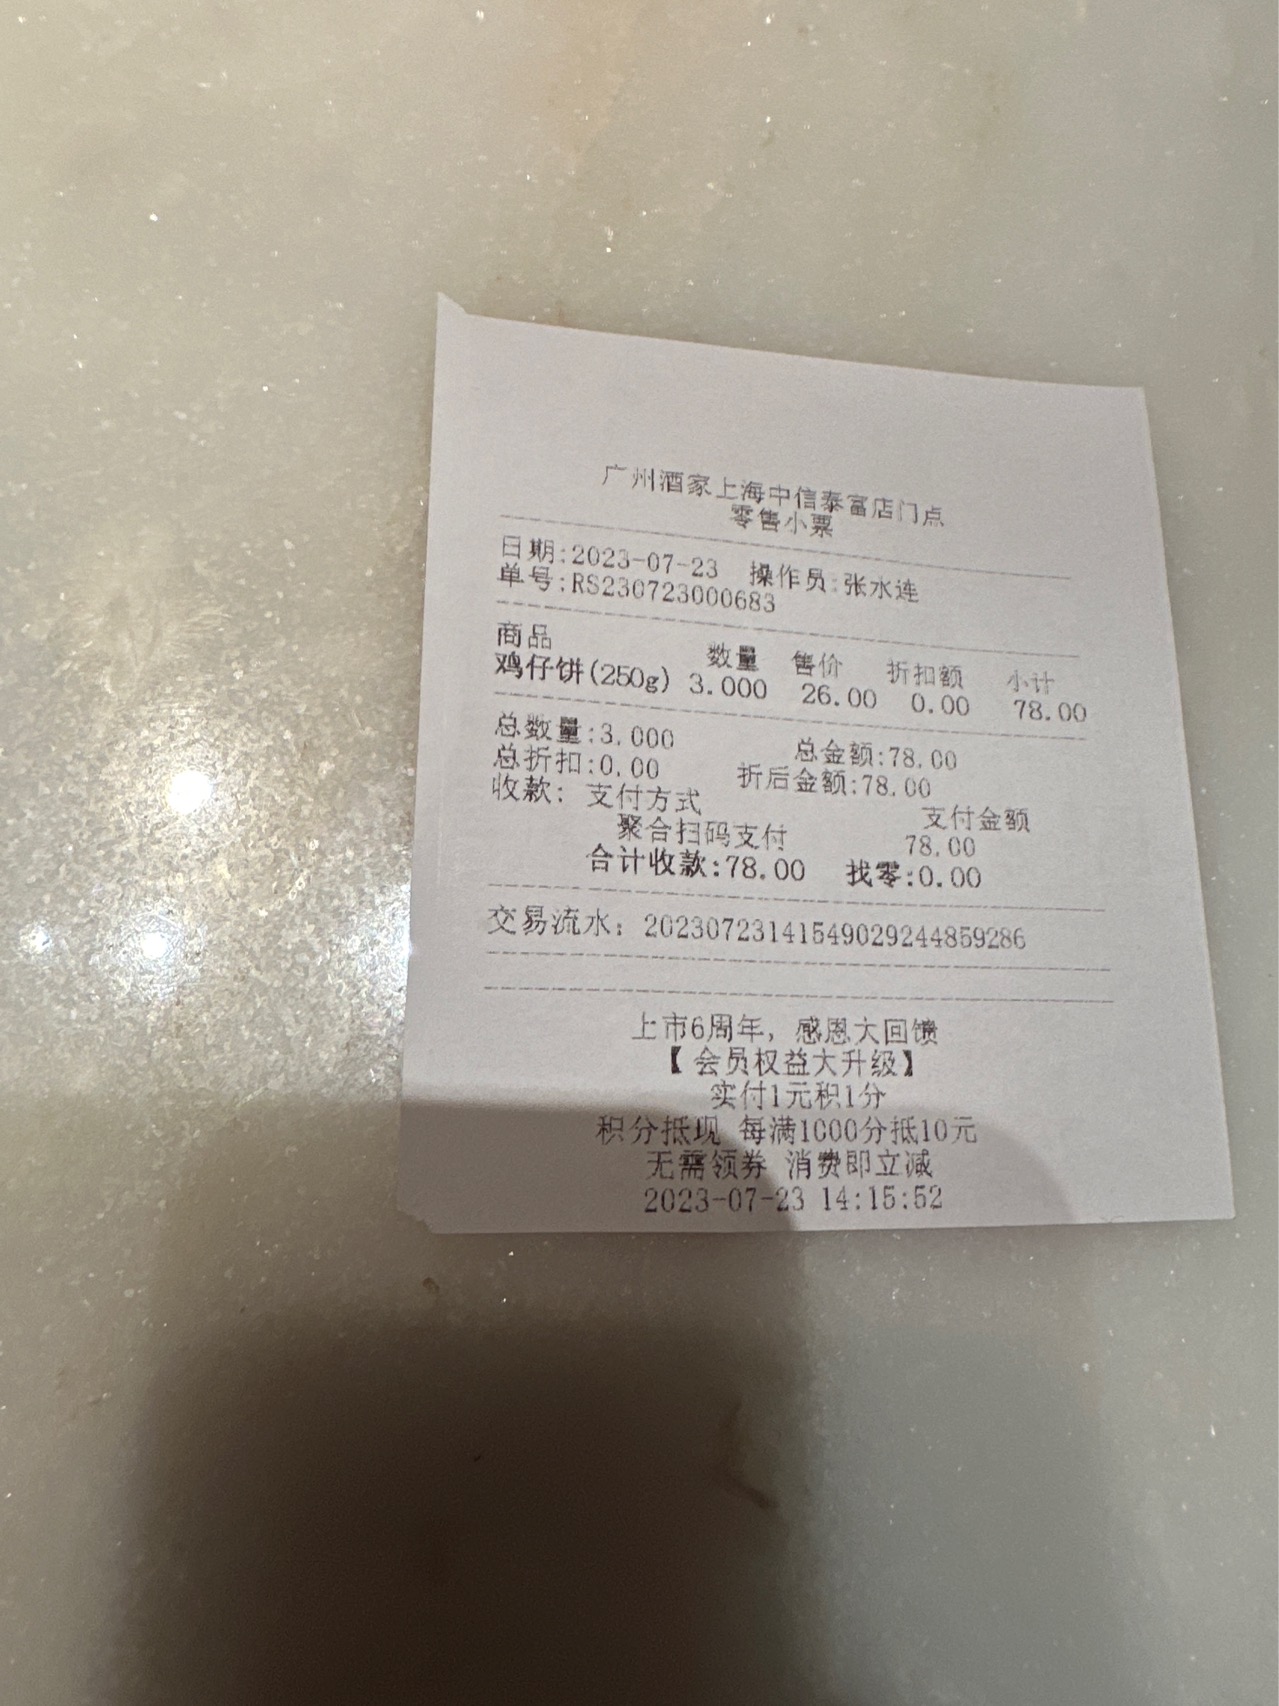 广州酒家上海中信泰富店门点
零售小票
日期:2023-07-23 操作员:张水连
单号:RS230723000683
商品 数量 售价 折扣额 小计
鸡仔饼(250g) 3.000 26.00 0.00 78.00
总数量:3.000 总金额:78.00
总折扣:0.00 折后金额:78.00
收款: 支付方式 支付金额
聚合扫码支付 78.00
合计收款:78.00 找零:0.00
交易流水: 20230723141549029244859286
上市6周年, 感恩大回馈
【 会员权益大升级】
实付1元积1分
积分抵现 每满1000分抵10元
无需领券 消费即立减
2023-07-23 14:15:52